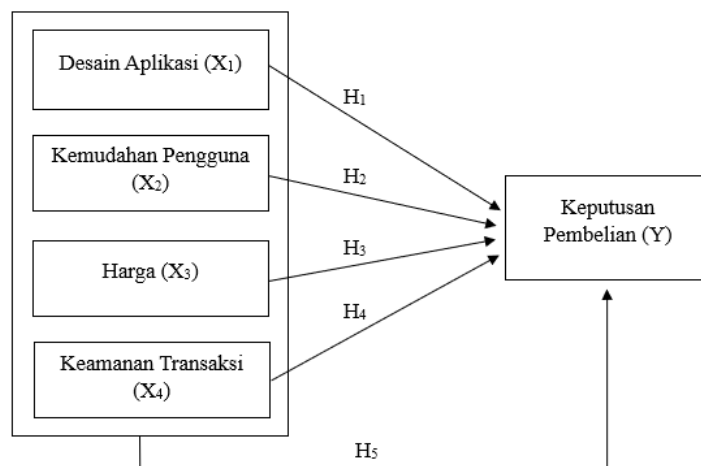 Desain Aplikasi (X₁)
H₁
Kemudahan Pengguna
(X₂)
H₂
Keputusan
Pembelian (Y)
Harga (X₃)
H₃
H₄
Keamanan Transaksi
(X₄)
H₅